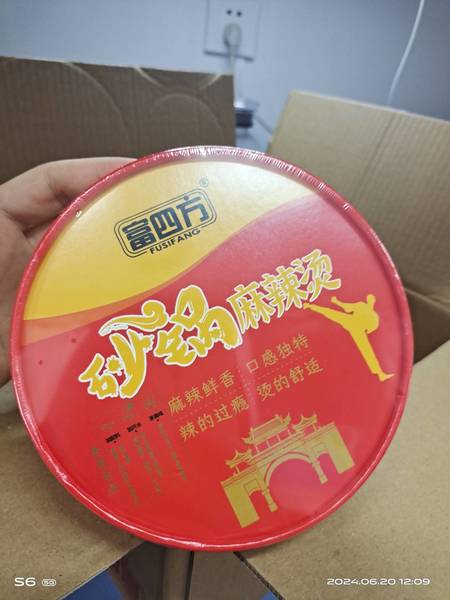 富四方®
FUSIFANG
砂锅麻辣烫
麻辣鲜香 口感独特
辣的过瘾 烫的舒适
S6 5G
2024.06.20 12:09